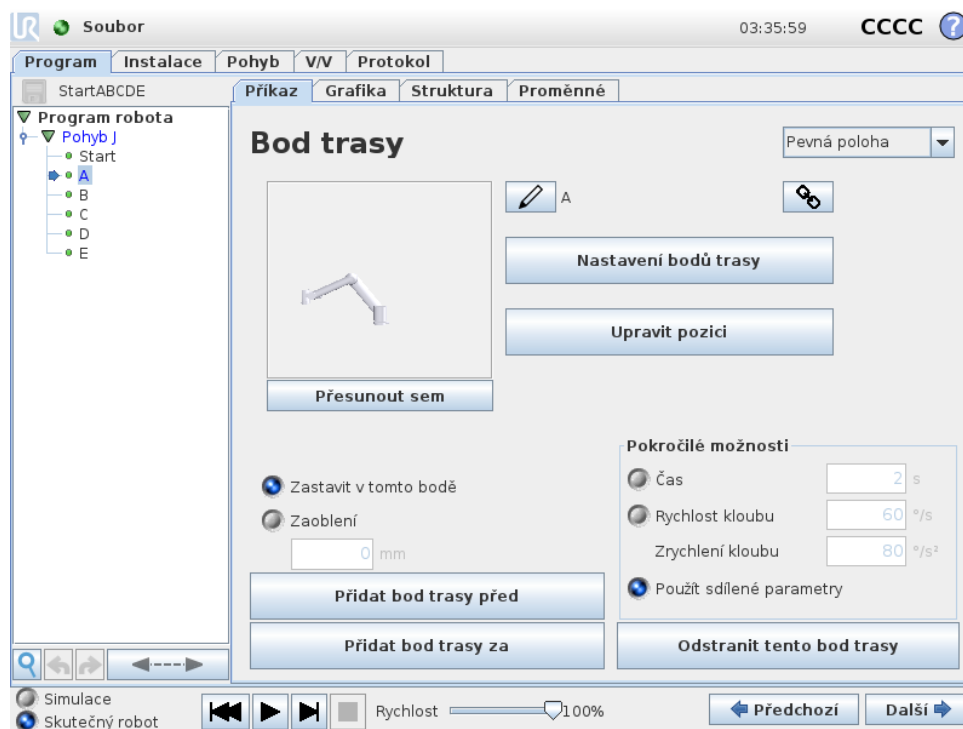 UR Soubor 03:35:59 CCCC ?
Program Instalace Pohyb V/V Protokol
StartABCDE Příkaz Grafika Struktura Proměnné
Program robota
Pohyb J
Start
A
B
C
D
E
Bod trasy
Pevná poloha
A
Nastavení bodů trasy
Upravit pozici
Přesunout sem
Zastavit v tomto bodě
Zaoblení
0 mm
Pokročilé možnosti
Čas 2 s
Rychlost kloubu 60 °/s
Zrychlení kloubu 80 °/s²
Použít sdílené parametry
Přidat bod trasy před
Přidat bod trasy za
Odstranit tento bod trasy
Simulace
Skutečný robot
Rychlost 100%
Předchozí Další